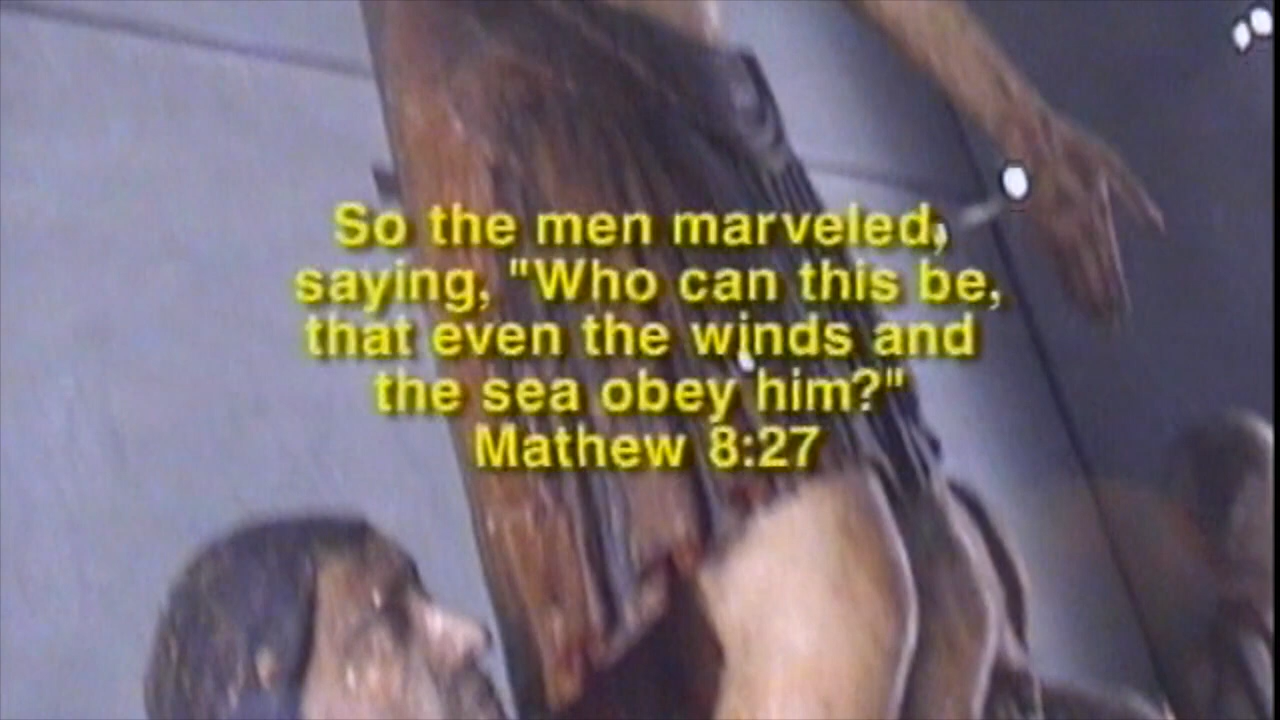 So the men marveled,
saying, "Who can this be,
that even the winds and
the sea obey him?"
Mathew 8:27